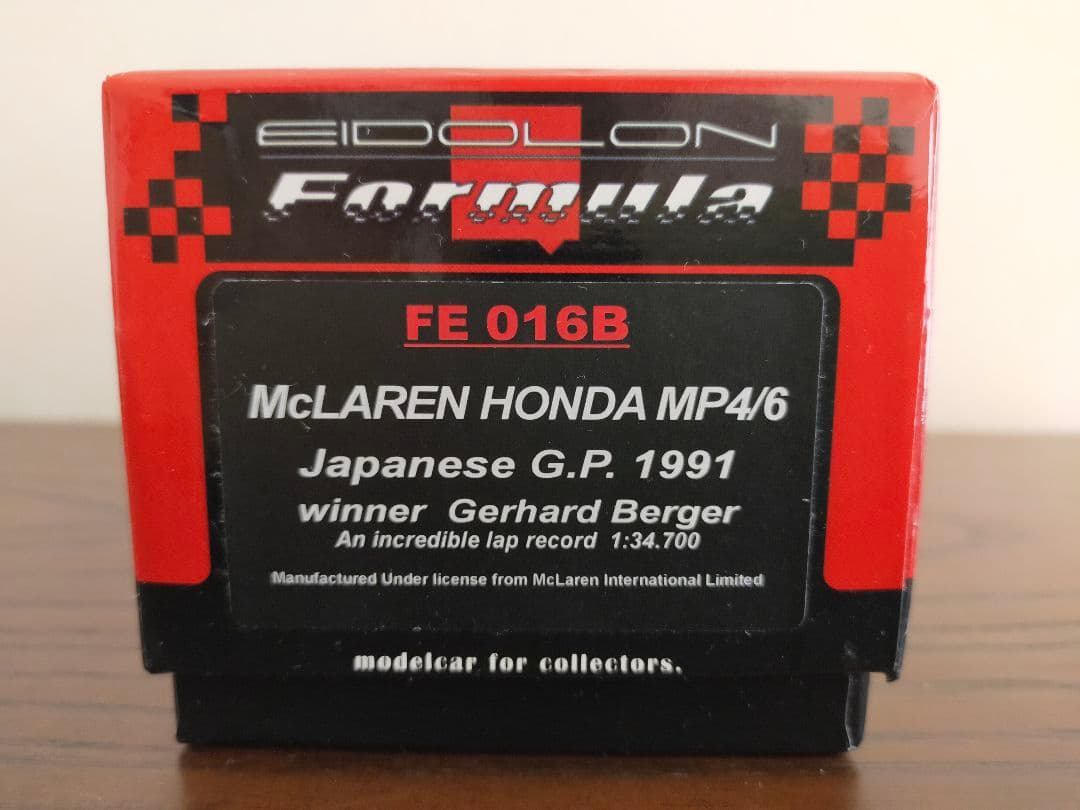 EIDOLON
Formula
FE 016B
McLAREN HONDA MP4/6
Japanese G.P. 1991
winner Gerhard Berger
An incredible lap record 1:34.700
Manufactured Under license from McLaren International Limited
modelcar for collectors.